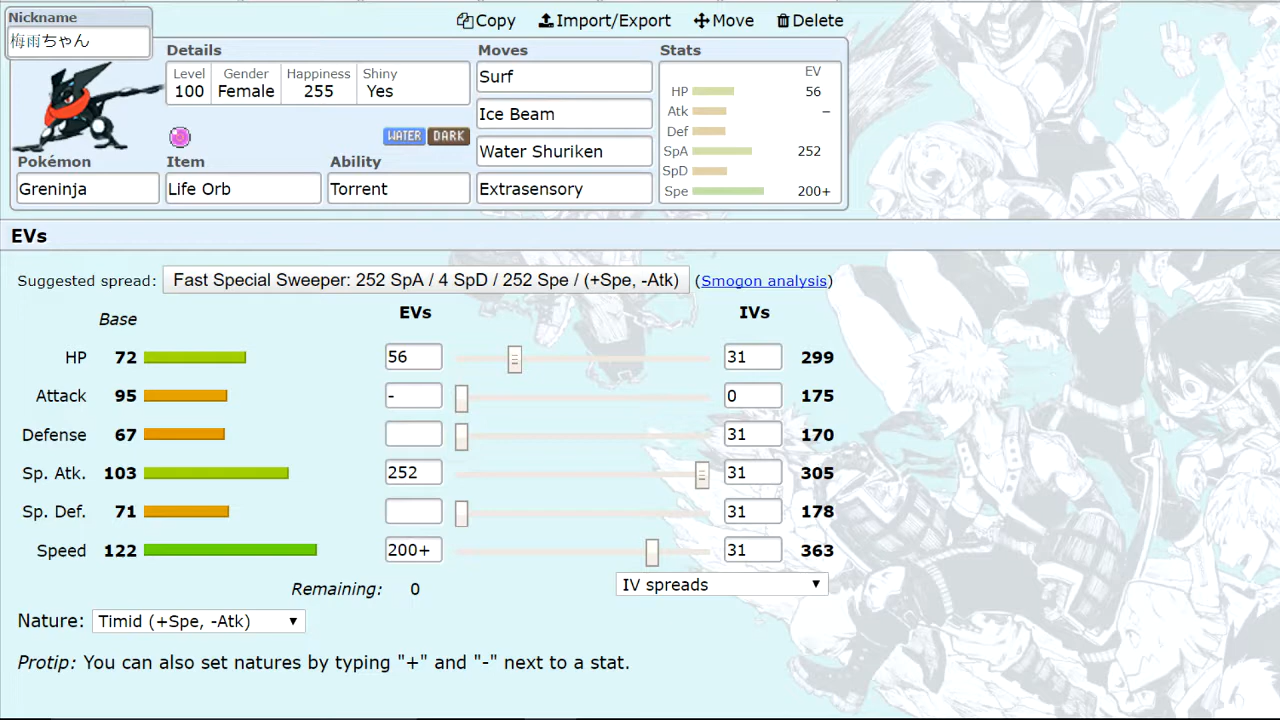 Nickname
梅雨ちゃん
Copy Import/Export Move Delete
Details Moves Stats
Level Gender Happiness Shiny
100 Female 255 Yes
WATER DARK
Pokémon Item Ability
Greninja Life Orb Torrent
Surf
Ice Beam
Water Shuriken
Extrasensory
EV
HP 56
Atk –
Def
SpA 252
SpD
Spe 200+
EVs
Suggested spread: Fast Special Sweeper: 252 SpA / 4 SpD / 252 Spe / (+Spe, -Atk) (Smogon analysis)
Base EVs IVs
HP 72 56 31 299
Attack 95 - 0 175
Defense 67 31 170
Sp. Atk. 103 252 31 305
Sp. Def. 71 31 178
Speed 122 200+ 31 363
Remaining: 0 IV spreads
Nature: Timid (+Spe, -Atk)
Protip: You can also set natures by typing "+" and "-" next to a stat.